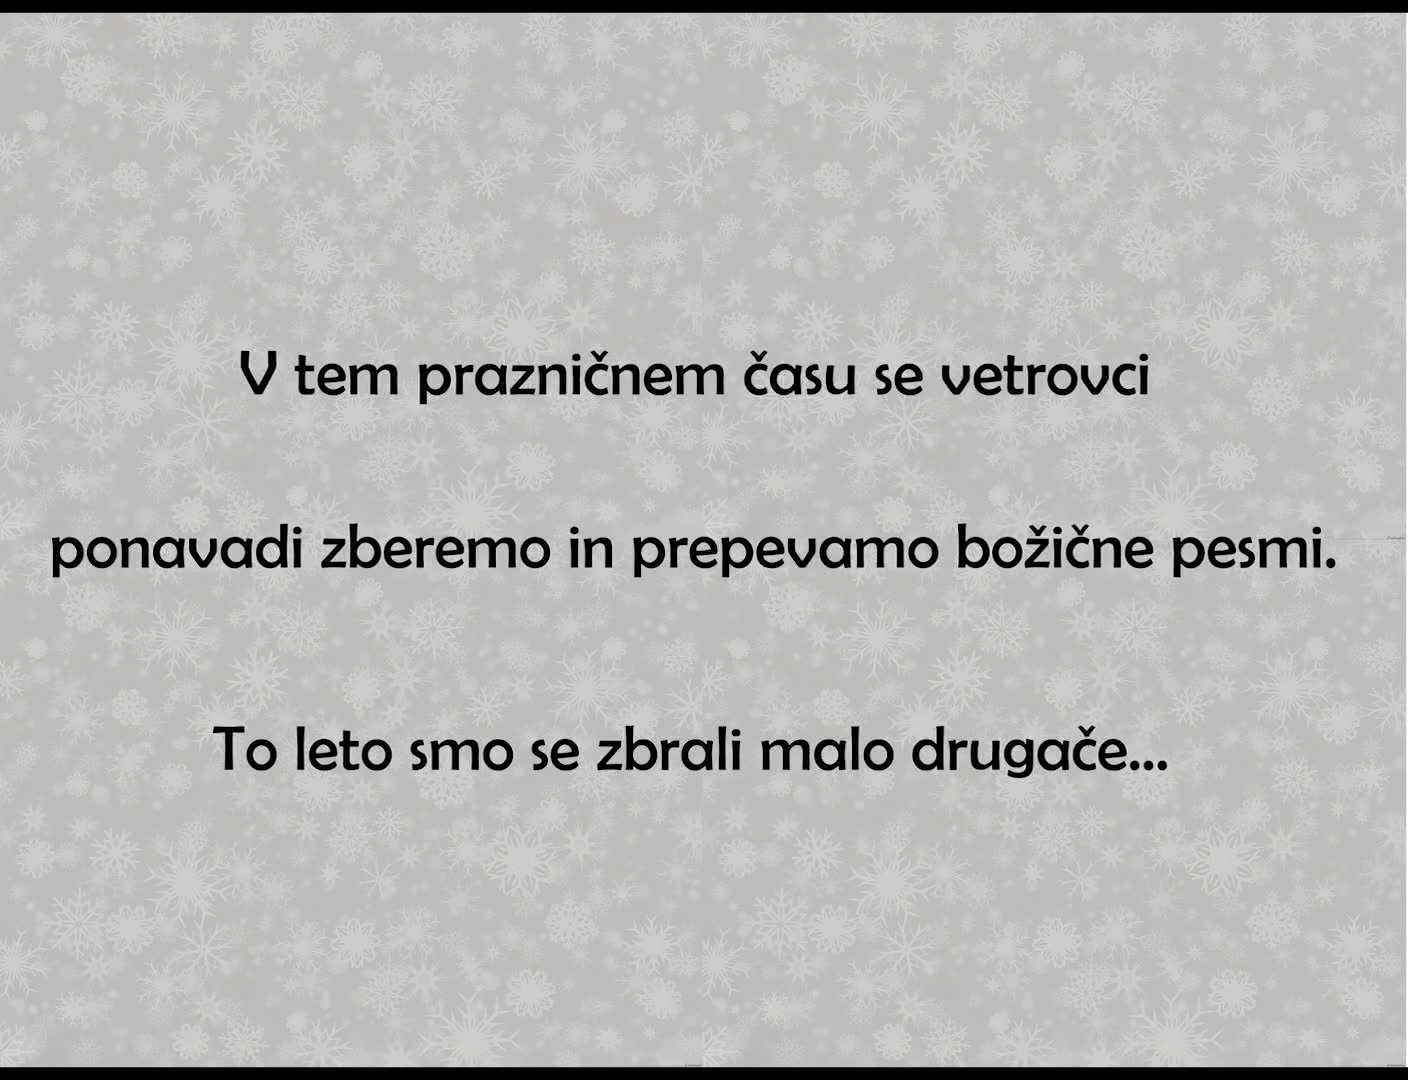 V tem prazničnem času se vetrovci
ponavadi zberemo in prepevamo božične pesmi.
To leto smo se zbrali malo drugače...